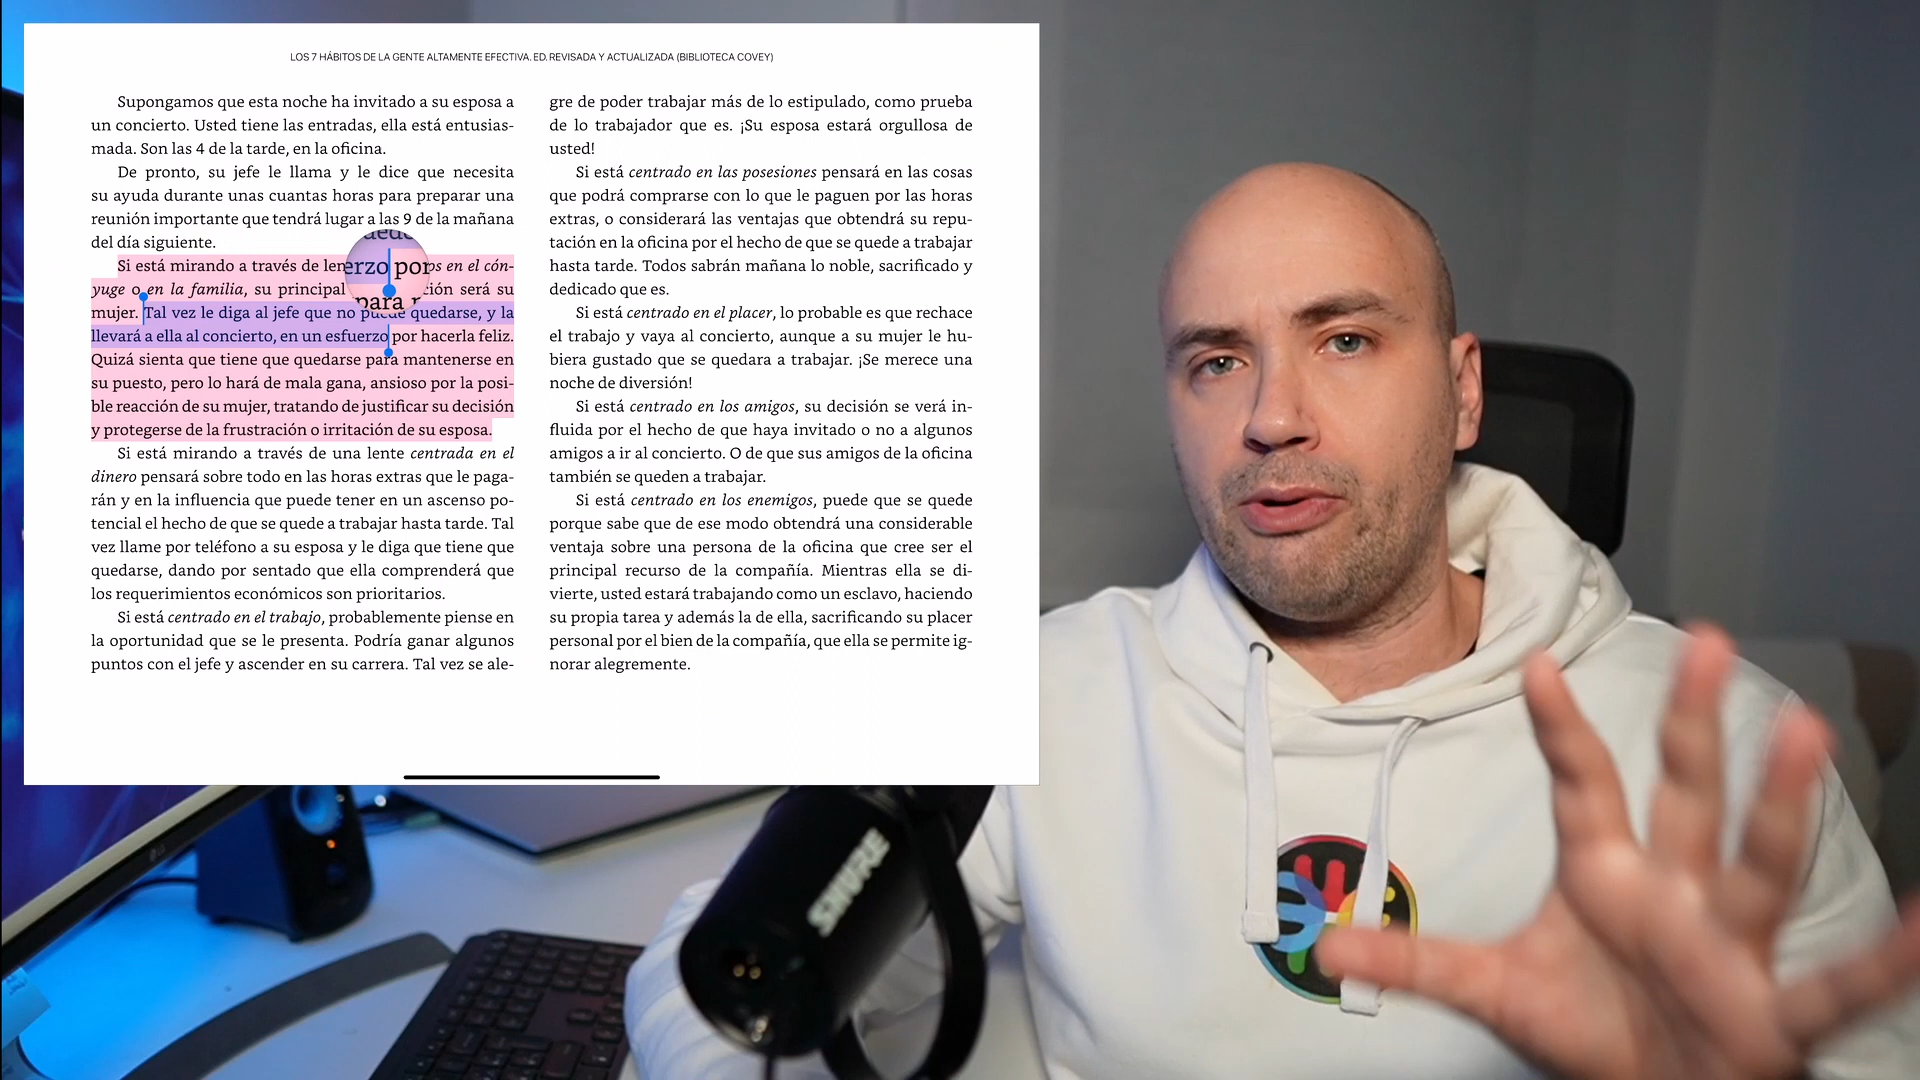 LOS 7 HÁBITOS DE LA GENTE ALTAMENTE EFECTIVA. ED. REVISADA Y ACTUALIZADA (BIBLIOTECA COVEY)
Supongamos que esta noche ha invitado a su esposa a
un concierto. Usted tiene las entradas, ella está entusias-
mada. Son las 4 de la tarde, en la oficina.
De pronto, su jefe le llama y le dice que necesita
su ayuda durante unas cuantas horas para preparar una
reunión importante que tendrá lugar a las 9 de la mañana
del día siguiente.
Si está mirando a través de en el cón-
yuge o en la familia, su principal será su
mujer. Tal vez le diga al jefe que no puede quedarse, y la
llevará a ella al concierto, en un esfuerzo por hacerla feliz.
Quizá sienta que tiene que quedarse para mantenerse en
su puesto, pero lo hará de mala gana, ansioso por la posi-
ble reacción de su mujer, tratando de justificar su decisión
y protegerse de la frustración o irritación de su esposa.
Si está mirando a través de una lente centrada en el
dinero pensará sobre todo en las horas extras que le paga-
rán y en la influencia que puede tener en un ascenso po-
tencial el hecho de que se quede a trabajar hasta tarde. Tal
vez llame por teléfono a su esposa y le diga que tiene que
quedarse, dando por sentado que ella comprenderá que
los requerimientos económicos son prioritarios.
Si está centrado en el trabajo, probablemente piense en
la oportunidad que se le presenta. Podría ganar algunos
puntos con el jefe y ascender en su carrera. Tal vez se ale-
gre de poder trabajar más de lo estipulado, como prueba
de lo trabajador que es. ¡Su esposa estará orgullosa de
usted!
Si está centrado en las posesiones pensará en las cosas
que podrá comprarse con lo que le paguen por las horas
extras, o considerará las ventajas que obtendrá su repu-
tación en la oficina por el hecho de que se quede a trabajar
hasta tarde. Todos sabrán mañana lo noble, sacrificado y
dedicado que es.
Si está centrado en el placer, lo probable es que rechace
el trabajo y vaya al concierto, aunque a su mujer le hu-
biera gustado que se quedara a trabajar. ¡Se merece una
noche de diversión!
Si está centrado en los amigos, su decisión se verá in-
fluida por el hecho de que haya invitado o no a algunos
amigos a ir al concierto. O de que sus amigos de la oficina
también se queden a trabajar.
Si está centrado en los enemigos, puede que se quede
porque sabe que de ese modo obtendrá una considerable
ventaja sobre una persona de la oficina que cree ser el
principal recurso de la compañía. Mientras ella se di-
vierte, usted estará trabajando como un esclavo, haciendo
su propia tarea y además la de ella, sacrificando su placer
personal por el bien de la compañía, que ella se permite ig-
norar alegremente.
erzo por
para
SHURE